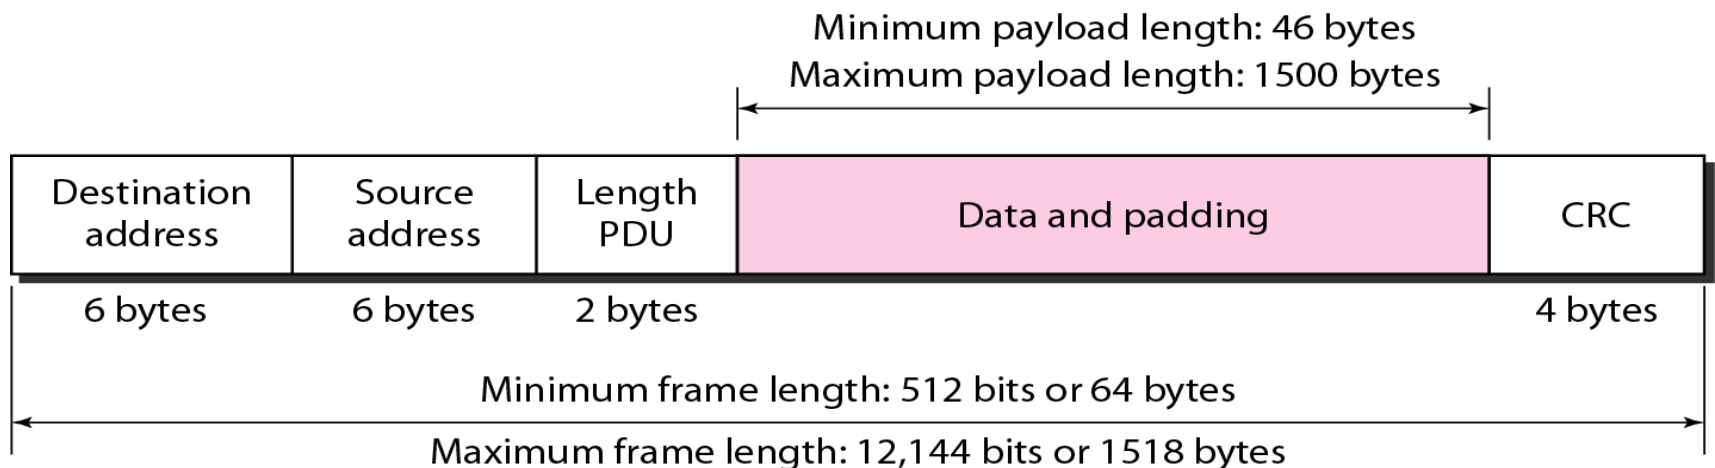 Minimum payload length: 46 bytes
Maximum payload length: 1500 bytes
Destination
address
Source
address
Length
PDU
Data and padding
CRC
6 bytes
6 bytes
2 bytes
4 bytes
Minimum frame length: 512 bits or 64 bytes
Maximum frame length: 12,144 bits or 1518 bytes